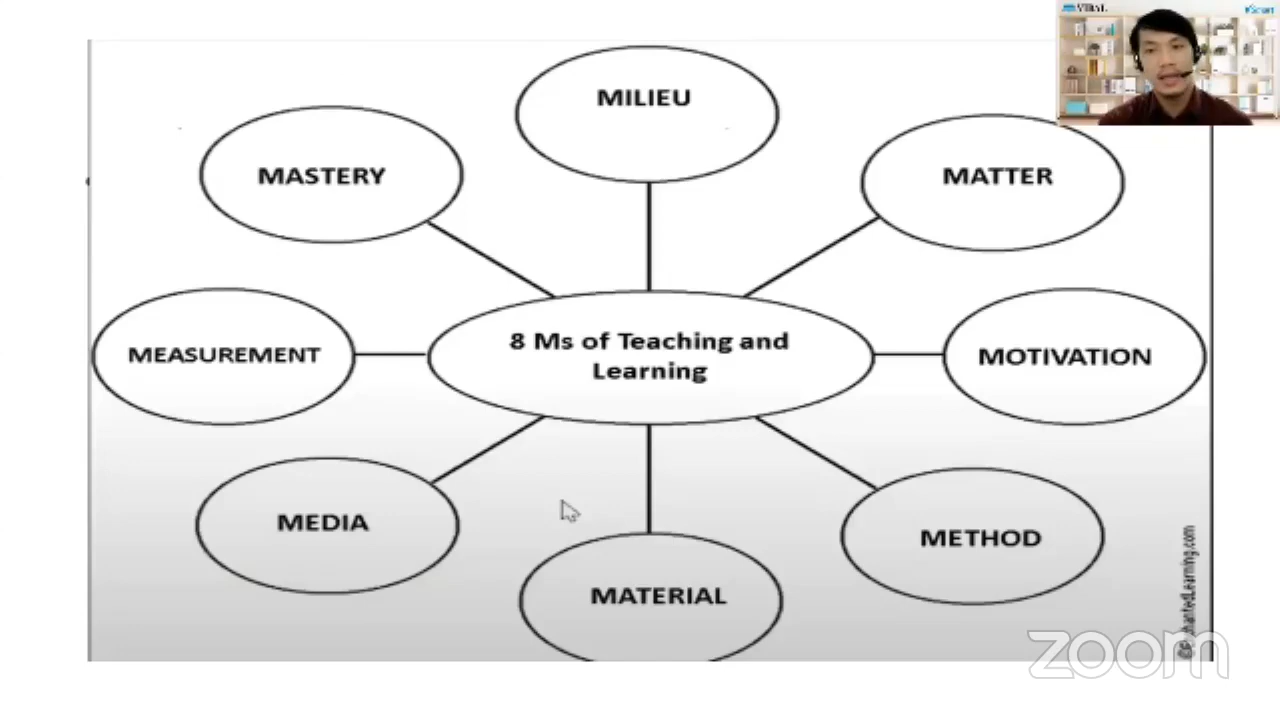 MILIEU
MASTERY
MATTER
8 Ms of Teaching and
Learning
MEASUREMENT
MOTIVATION
MEDIA
METHOD
MATERIAL
zoom